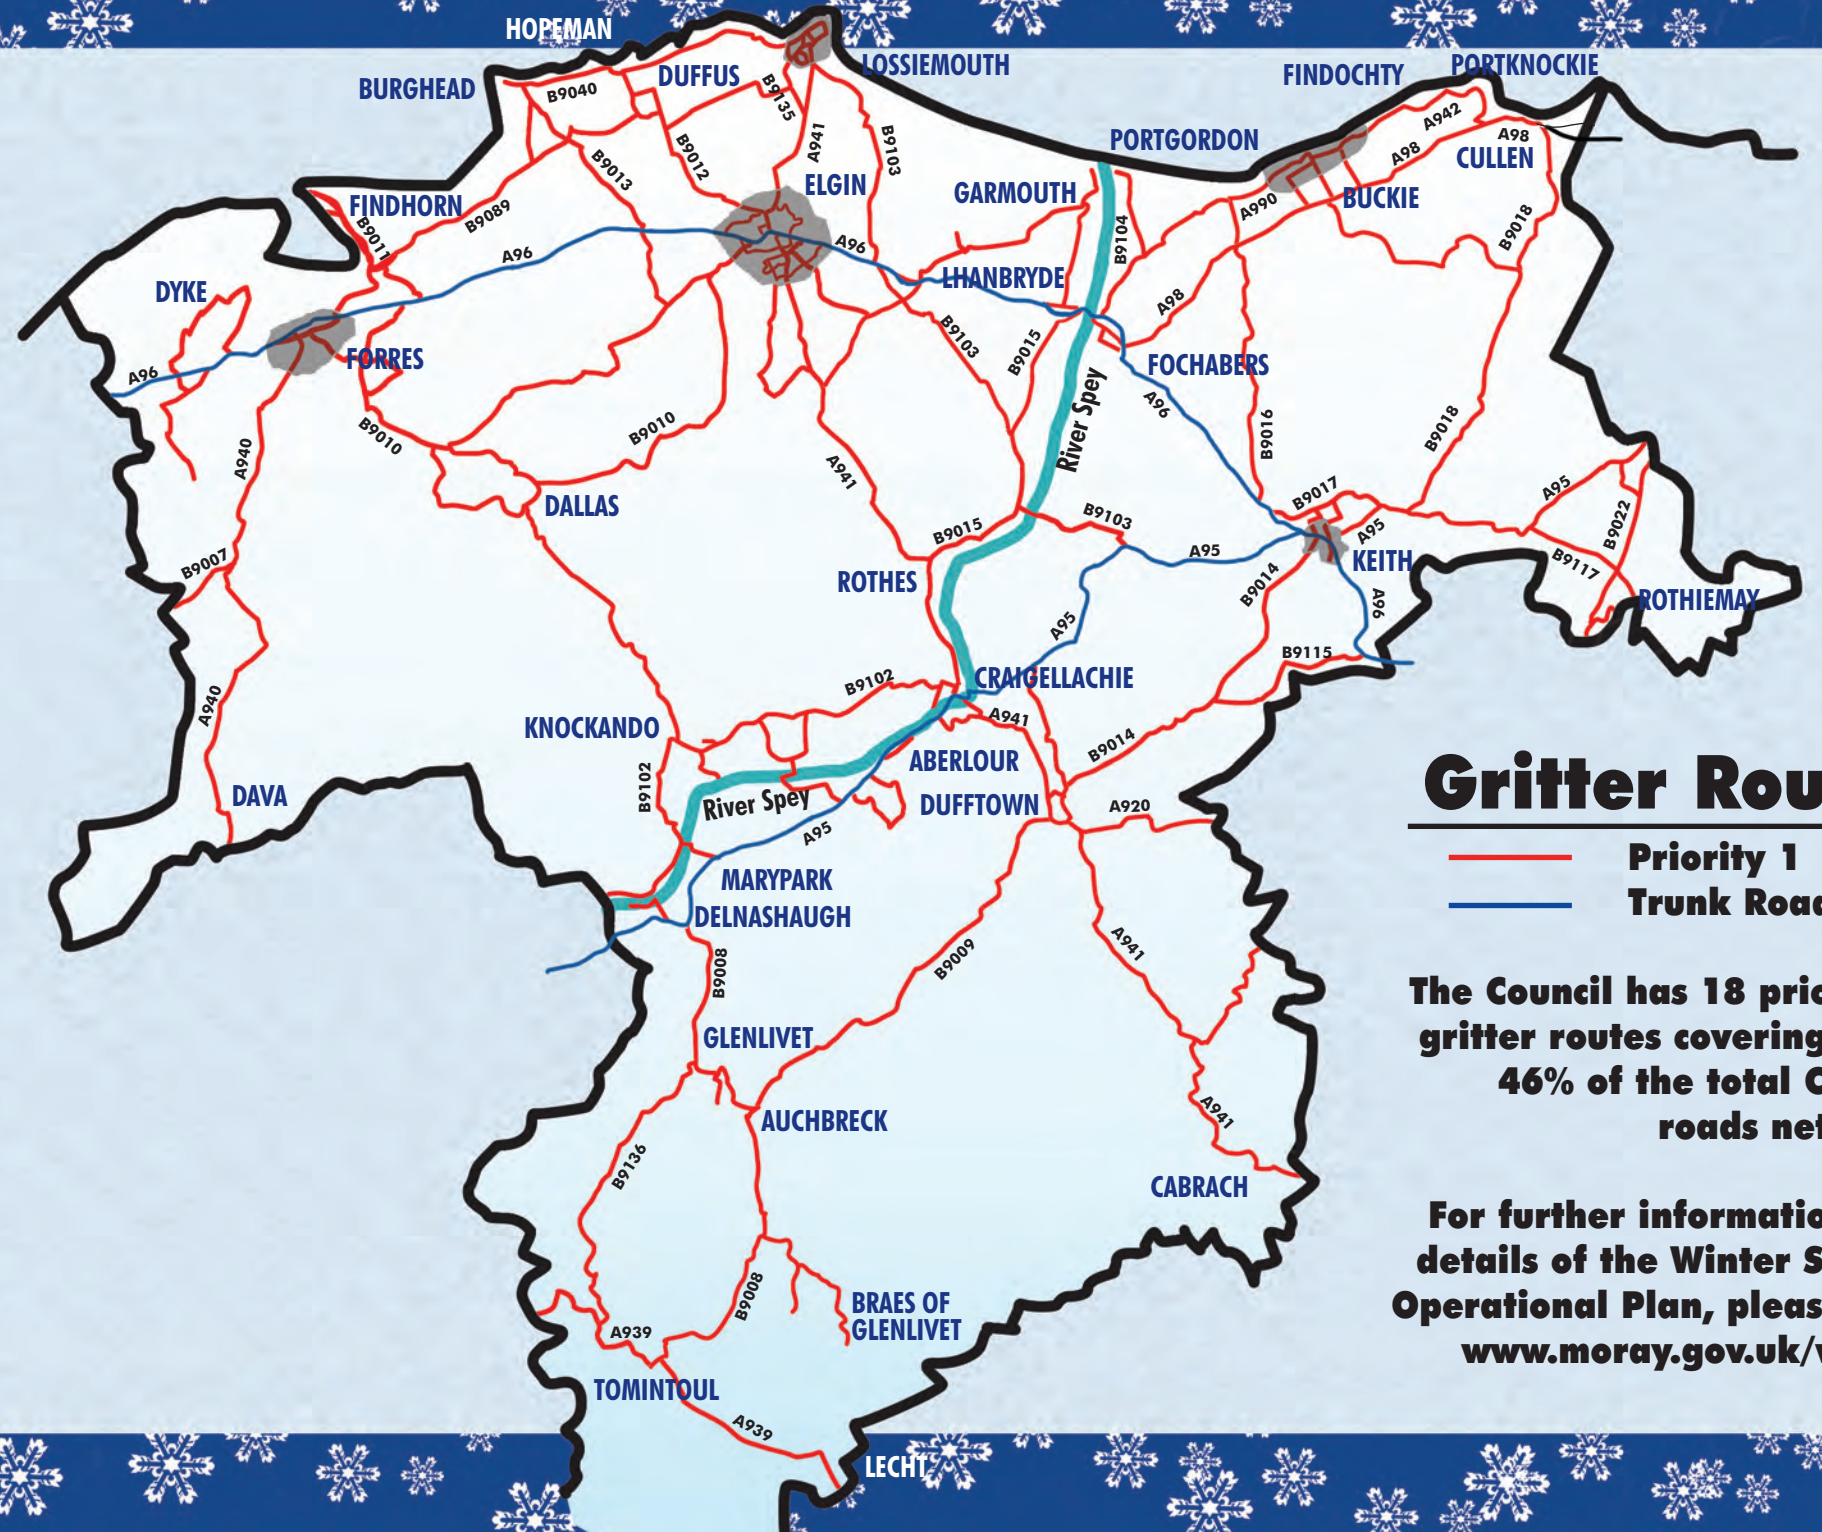 HOPEMAN
LOSSIEMOUTH
BURGHEAD
DUFFUS
B9040
B9135
A941
B9103
B9012
B9013
FINDOCHTY
PORTKNOCKIE
A942
A98
A98
CULLEN
PORTGORDON
GARMOUTH
ELGIN
BUCKIE
A990
B9018
FINDHORN
B9011
B9089
A96
A96
B9104
LHANBRYDE
DYKE
A98
FORRES
A96
B9103
B9015
FOCHABERS
River Spey
A96
B9016
B9018
A940
B9010
B9010
A941
DALLAS
B9015
B9103
B9017
A95
A95
B9022
B9007
ROTHES
A95
KEITH
B9117
B9014
A96
ROTHIEMAY
A95
B9115
A940
B9102
CRAIGELLACHIE
A941
KNOCKANDO
B9014
ABERLOUR
B9102
DAVA
River Spey
DUFFTOWN
A920
A95
MARYPARK
DELNASHAUGH
A941
B9008
B9009
GLENLIVET
AUCHBRECK
A941
B9136
CABRACH
B9008
BRAES OF
GLENLIVET
A939
TOMINTOUL
A939
LECHT
Gritter Rou
Priority 1
Trunk Road
The Council has 18 prio
gritter routes covering
46% of the total C
roads net
For further informatio
details of the Winter S
Operational Plan, pleas
www.moray.gov.uk/